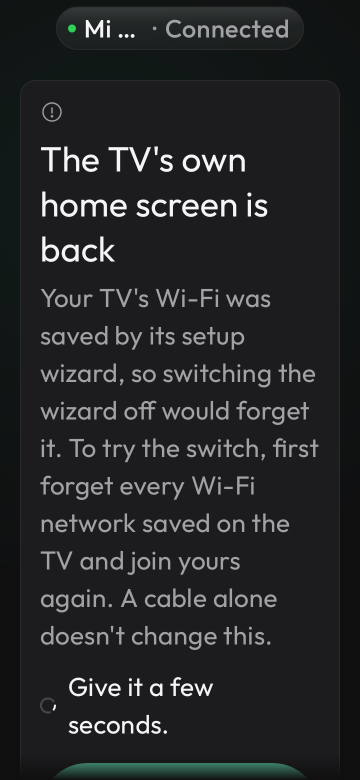 Mi ... · Connected
The TV's own
home screen is
back
Your TV's Wi-Fi was
saved by its setup
wizard, so switching the
wizard off would forget
it. To try the switch, first
forget every Wi-Fi
network saved on the
TV and join yours
again. A cable alone
doesn't change this.
Give it a few
seconds.